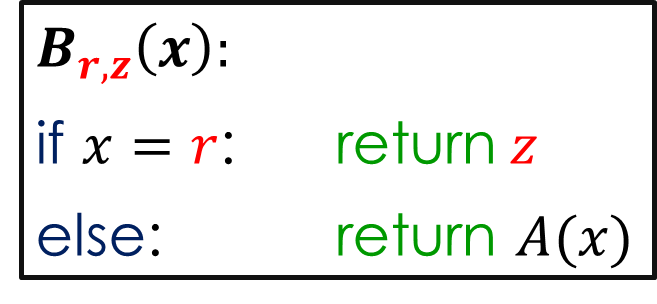 B_{r,z}(x):
if x = r: return z
else: return A(x)